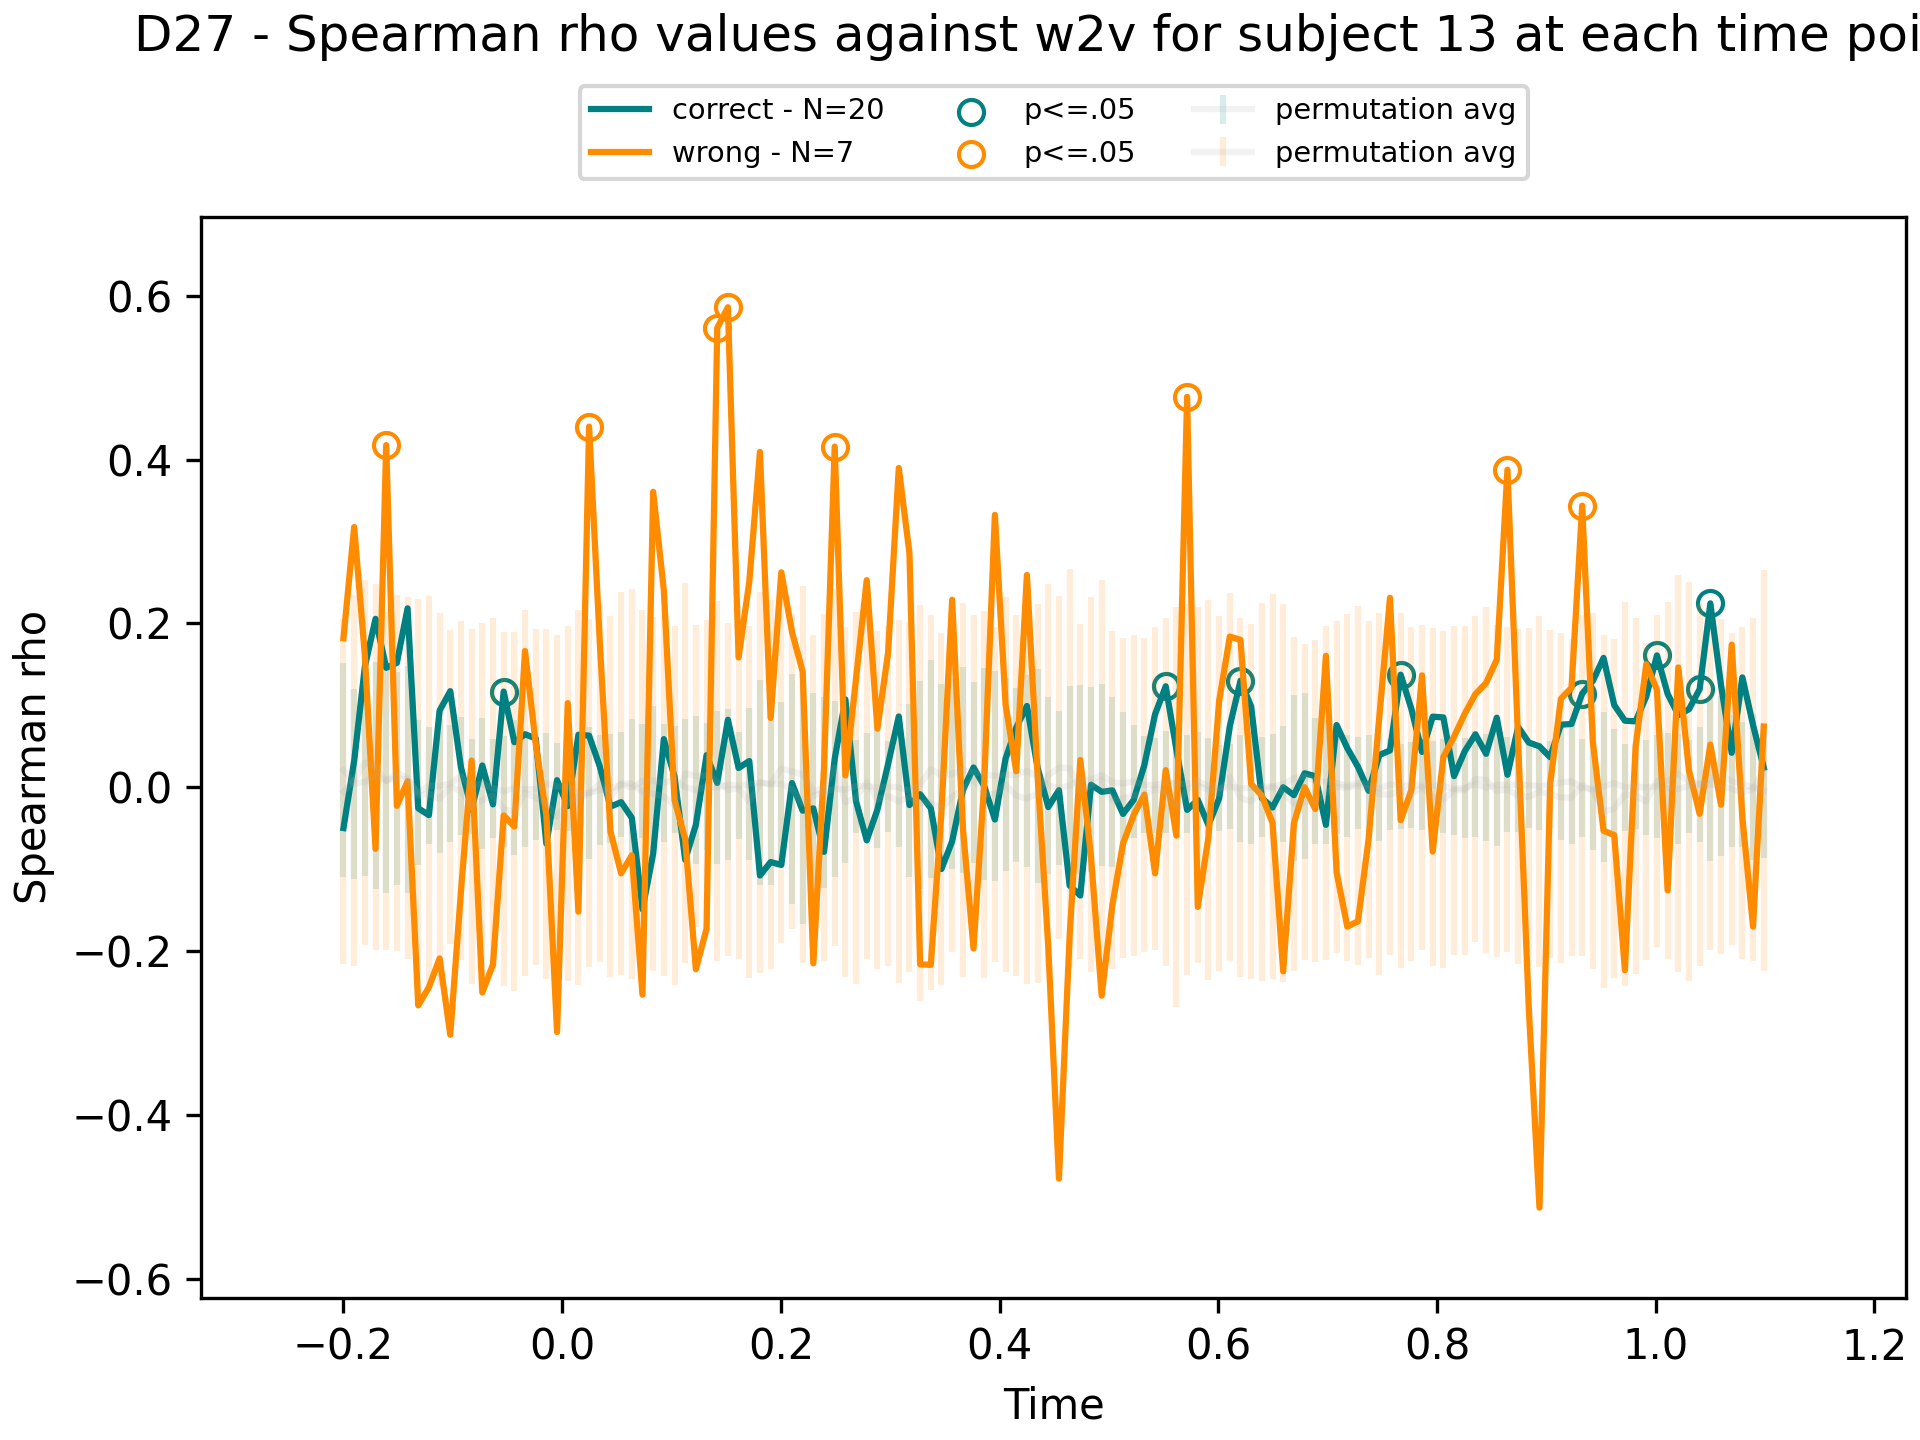 D27 - Spearman rho values against w2v for subject 13 at each time poi
correct - N=20
wrong - N=7
p<=.05
p<=.05
permutation avg
permutation avg
Spearman rho
0.6
0.4
0.2
0.0
−0.2
−0.4
−0.6
−0.2
0.0
0.2
0.4
0.6
0.8
1.0
1.2
Time